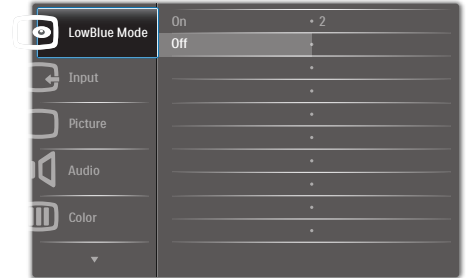 LowBlue Mode
On • 2
Off •
Input
Picture
Audio
Color